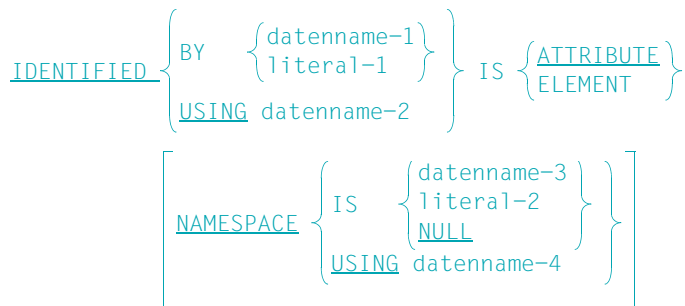 datenname-1
BY
literal-1
IDENTIFIED
IS
ATTRIBUTE
ELEMENT
USING datenname-2
datenname-3
IS
literal-2
NAMESPACE
NULL
USING datenname-4